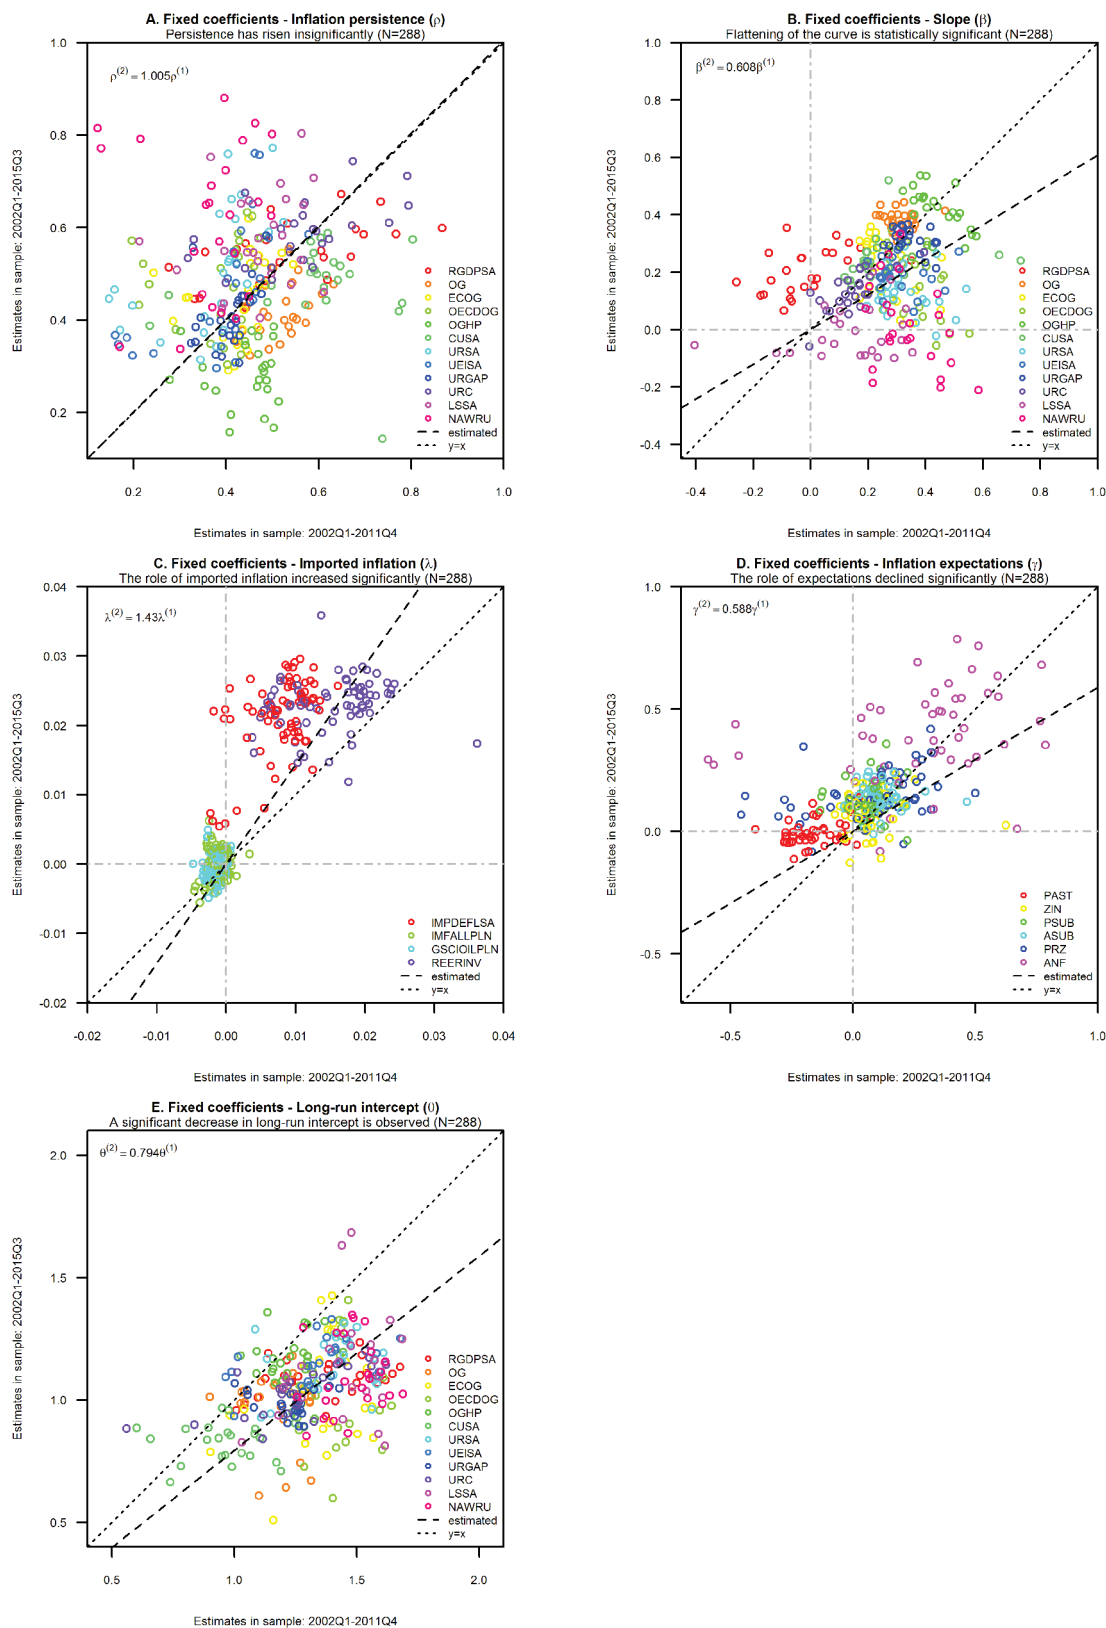 A. Fixed coefficients - Inflation persistence (ρ)
Persistence has risen insignificantly (N=288)
ρ(2) = 1.005ρ(1)
Estimates in sample: 2002Q1-2015Q3
1.0
0.8
0.6
0.4
0.2
RGDPSA
OG
ECOG
OECDOG
OGHP
CUSA
URSA
UEISA
URGAP
URC
LSSA
NAWRU
estimated
y=x
0.2 0.4 0.6 0.8 1.0
Estimates in sample: 2002Q1-2011Q4
B. Fixed coefficients - Slope (β)
Flattening of the curve is statistically significant (N=288)
β(2) = 0.608β(1)
Estimates in sample: 2002Q1-2015Q3
1.0
0.8
0.6
0.4
0.2
0.0
-0.2
-0.4
RGDPSA
OG
ECOG
OECDOG
OGHP
CUSA
URSA
UEISA
URGAP
URC
LSSA
NAWRU
estimated
y=x
-0.4 -0.2 0.0 0.2 0.4 0.6 0.8 1.0
Estimates in sample: 2002Q1-2011Q4
C. Fixed coefficients - Imported inflation (λ)
The role of imported inflation increased significantly (N=288)
λ(2) = 1.43λ(1)
Estimates in sample: 2002Q1-2015Q3
0.04
0.03
0.02
0.01
0.00
-0.01
-0.02
IMPDEFLSA
IMFALLPLN
GSCIOILPLN
REERINV
estimated
y=x
-0.02 -0.01 0.00 0.01 0.02 0.03 0.04
Estimates in sample: 2002Q1-2011Q4
D. Fixed coefficients - Inflation expectations (γ)
The role of expectations declined significantly (N=288)
γ(2) = 0.588γ(1)
Estimates in sample: 2002Q1-2015Q3
1.0
0.5
0.0
-0.5
PAST
ZIN
PSUB
ASUB
PRZ
ANF
estimated
y=x
-0.5 0.0 0.5 1.0
Estimates in sample: 2002Q1-2011Q4
E. Fixed coefficients - Long-run intercept (θ)
A significant decrease in long-run intercept is observed (N=288)
θ(2) = 0.794θ(1)
Estimates in sample: 2002Q1-2015Q3
2.0
1.5
1.0
0.5
RGDPSA
OG
ECOG
OECDOG
OGHP
CUSA
URSA
UEISA
URGAP
URC
LSSA
NAWRU
estimated
y=x
0.5 1.0 1.5 2.0
Estimates in sample: 2002Q1-2011Q4